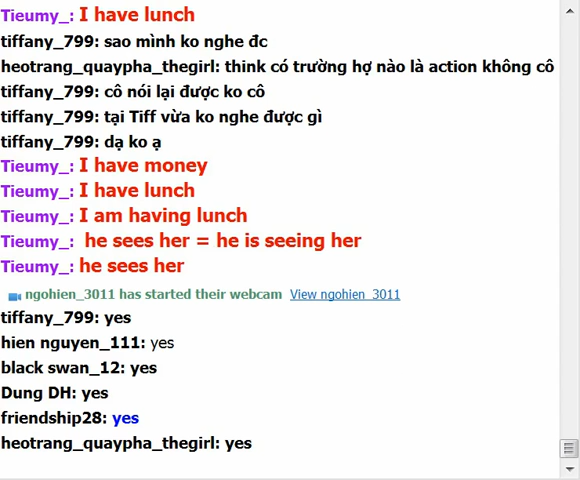 Tieumy_: I have lunch
tiffany_799: sao mình ko nghe đc
heotrang_quaypha_thegirl: think có trường hợ nào là action không cô
tiffany_799: cô nói lại được ko cô
tiffany_799: tại Tiff vừa ko nghe được gì
tiffany_799: dạ ko ạ
Tieumy_: I have money
Tieumy_: I have lunch
Tieumy_: I am having lunch
Tieumy_: he sees her = he is seeing her
Tieumy_: he sees her
ngohien_3011 has started their webcam View ngohien_3011
tiffany_799: yes
hien nguyen_111: yes
black swan_12: yes
Dung DH: yes
friendship28: yes
heotrang_quaypha_thegirl: yes